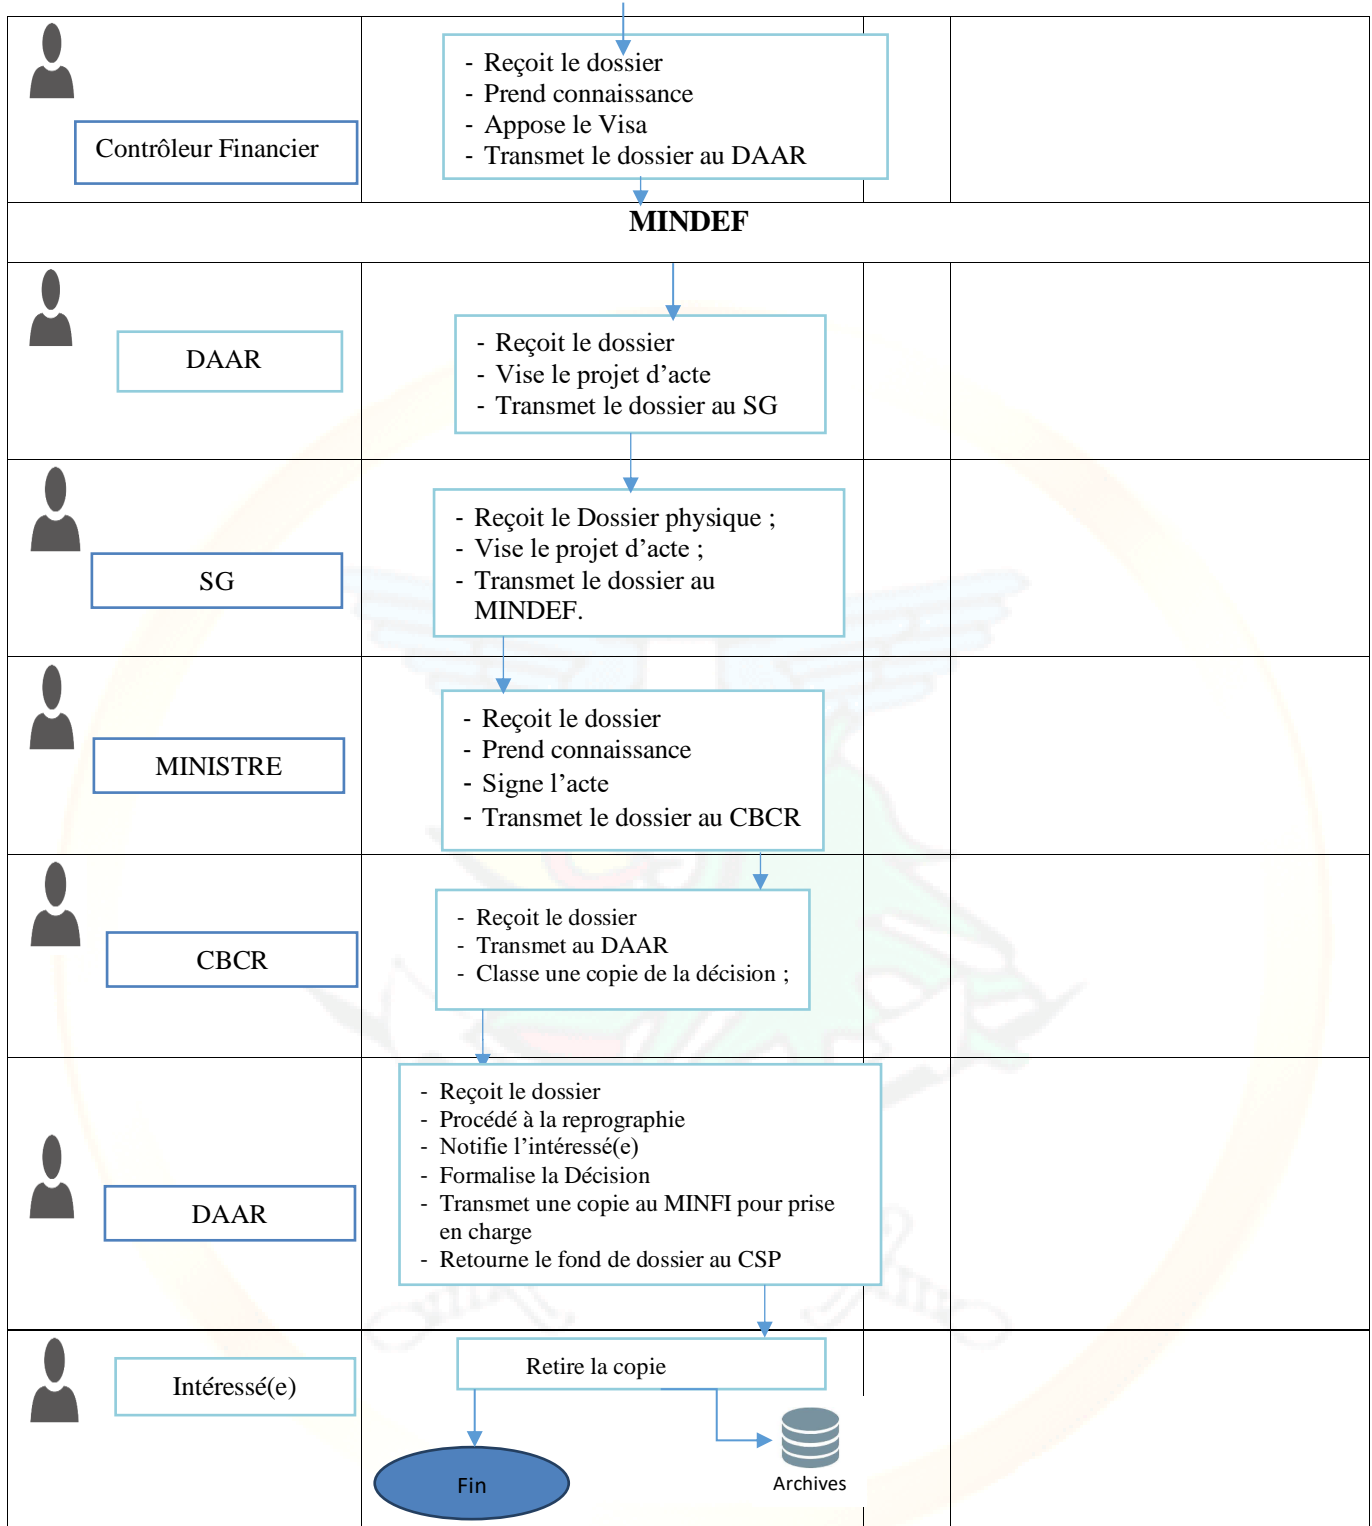 Contrôleur Financier
- Reçoit le dossier
- Prend connaissance
- Appose le Visa
- Transmet le dossier au DAAR
MINDEF
DAAR
- Reçoit le dossier
- Vise le projet d’acte
- Transmet le dossier au SG
SG
- Reçoit le Dossier physique ;
- Vise le projet d’acte ;
- Transmet le dossier au
MINDEF.
MINISTRE
- Reçoit le dossier
- Prend connaissance
- Signe l’acte
- Transmet le dossier au CBCR
CBCR
- Reçoit le dossier
- Transmet au DAAR
- Classe une copie de la décision ;
DAAR
- Reçoit le dossier
- Procédé à la reprographie
- Notifie l’intéressé(e)
- Formalise la Décision
- Transmet une copie au MINFI pour prise
en charge
- Retourne le fond de dossier au CSP
Intéressé(e)
Retire la copie
Fin
Archives